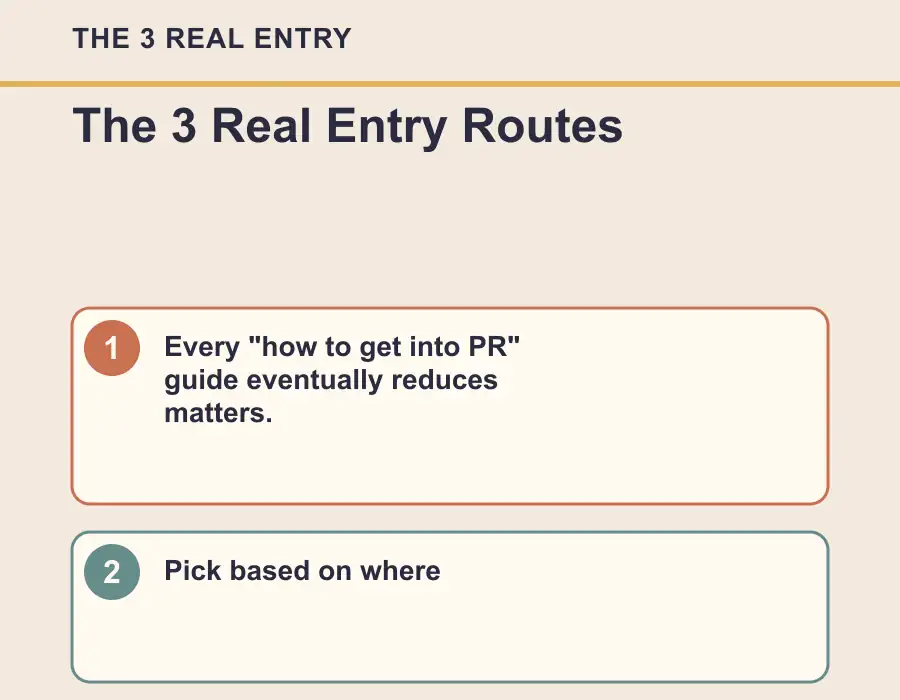 THE 3 REAL ENTRY
The 3 Real Entry Routes
1
Every "how to get into PR"
guide eventually reduces
matters.
2
Pick based on where